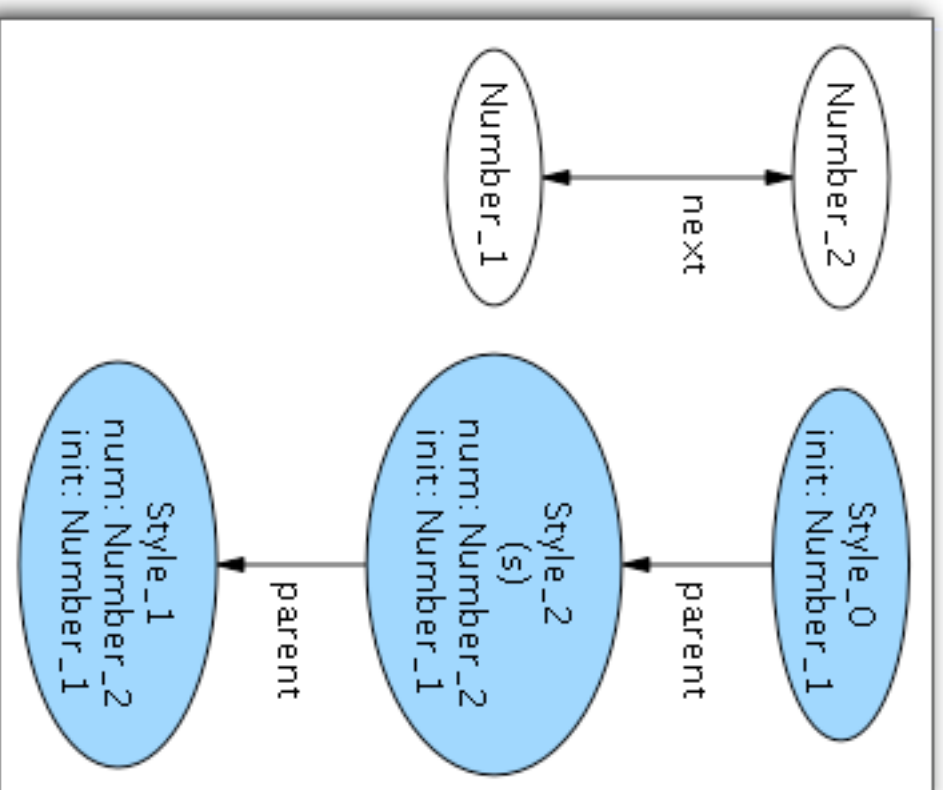 Number_2
next
Number_1
Style_0
init: Number_1
parent
Style_2
(s)
num: Number_2
init: Number_1
parent
Style_1
num: Number_2
init: Number_1